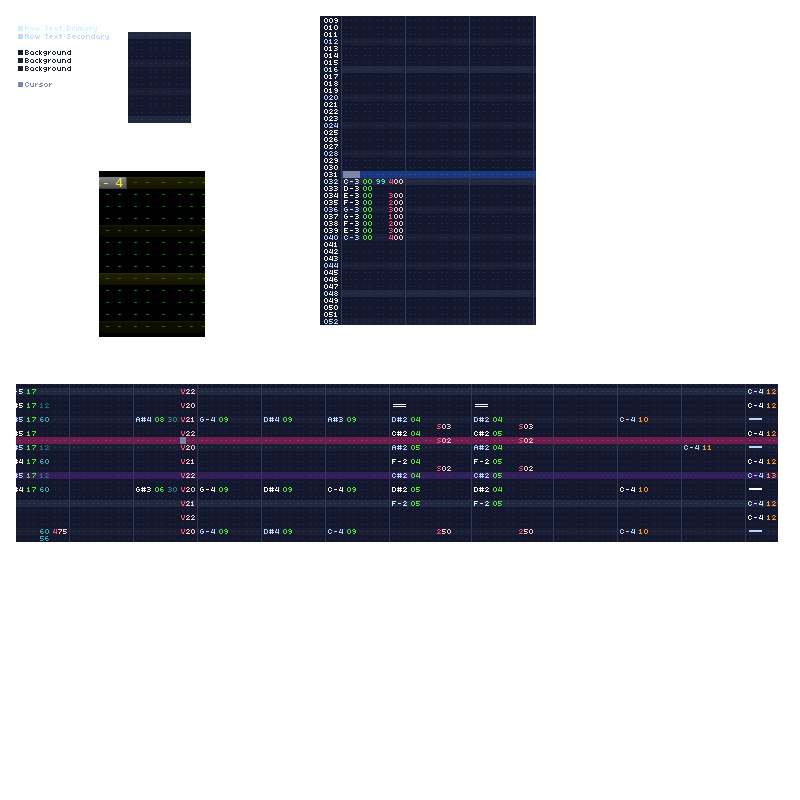 Row Text Primary
Row Text Secondary
Background
Background
Background
Cursor
- 4
009
010
011
012
013
014
015
016
017
018
019
020
021
022
023
024
025
026
027
028
029
030
031
032 C-3 00 99 400
033 D-3 00
034 E-3 00 300
035 F-3 00 200
036 G-3 00 300
037 G-3 00 100
038 F-3 00 200
039 E-3 00 300
040 C-3 00 400
041
042
043
044
045
046
047
048
049
050
051
052
-5 17 V22 C-4 12
#5 17 12 V20 C-4 12
#5 17 60 A#4 08 30 V21 G-4 09 D#4 09 A#3 09 D#2 04 D#2 04 C-4 10
S03 S03
#5 17 V22 C#2 04 C#2 05 C-4 12
S02 S02
#5 17 12 V20 A#2 05 A#2 04 C-4 11
#4 17 60 V21 F-2 04 F-2 05 C-4 12
S02 S02
#5 17 12 V22 C#2 05 C#2 05 C-4 13
#4 17 60 G#3 06 30 V20 G-4 09 D#4 09 C-4 09 D#2 05 D#2 04 C-4 10
V21 F-2 05 F-2 05 C-4 12
V22 C-4 12
60 475 V20 G-4 09 D#4 09 C-4 09 250 250 C-4 10
56